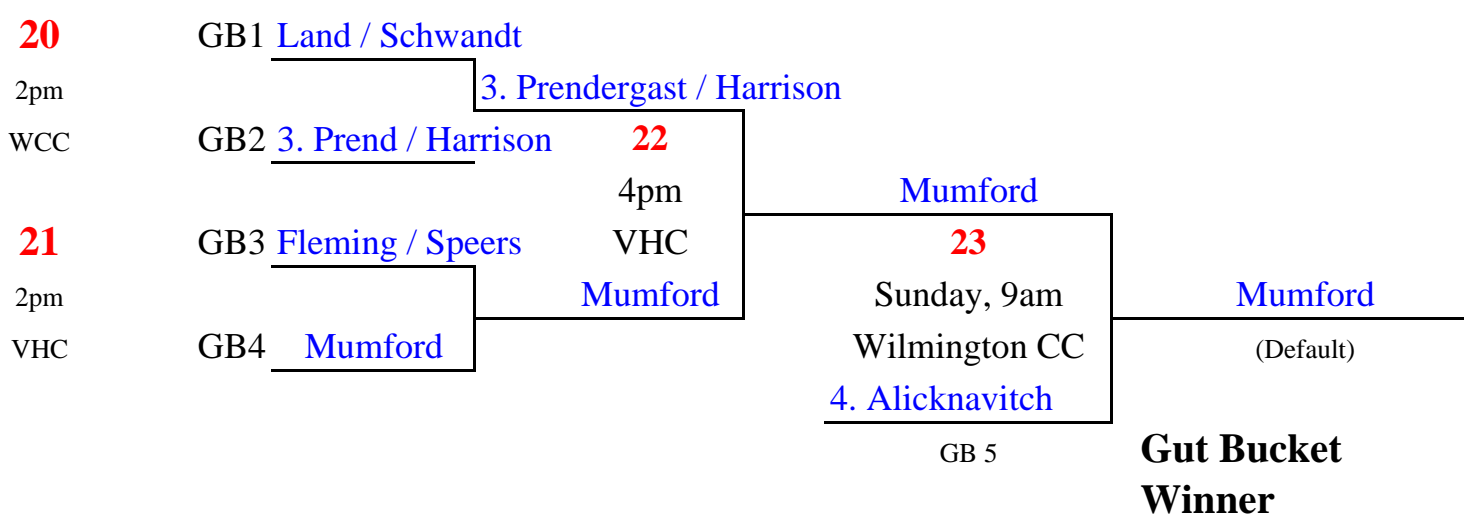 20 GB1 Land / Schwandt
2pm 3. Prendergast / Harrison
WCC GB2 3. Prend / Harrison 22
4pm Mumford
21 GB3 Fleming / Speers VHC 23
2pm Mumford Sunday, 9am Mumford
VHC GB4 Mumford Wilmington CC (Default)
4. Alicknavitch
GB 5 Gut Bucket
Winner